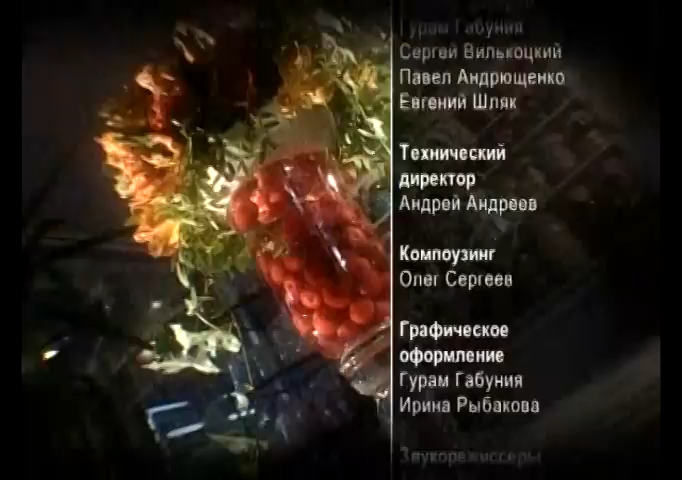 Гурам Габуния
Сергей Вилькоцкий
Павел Андрющенко
Евгений Шляк
Технический
директор
Андрей Андреев
Компоузинг
Олег Сергеев
Графическое
оформление
Гурам Габуния
Ирина Рыбакова
Звукорежиссеры